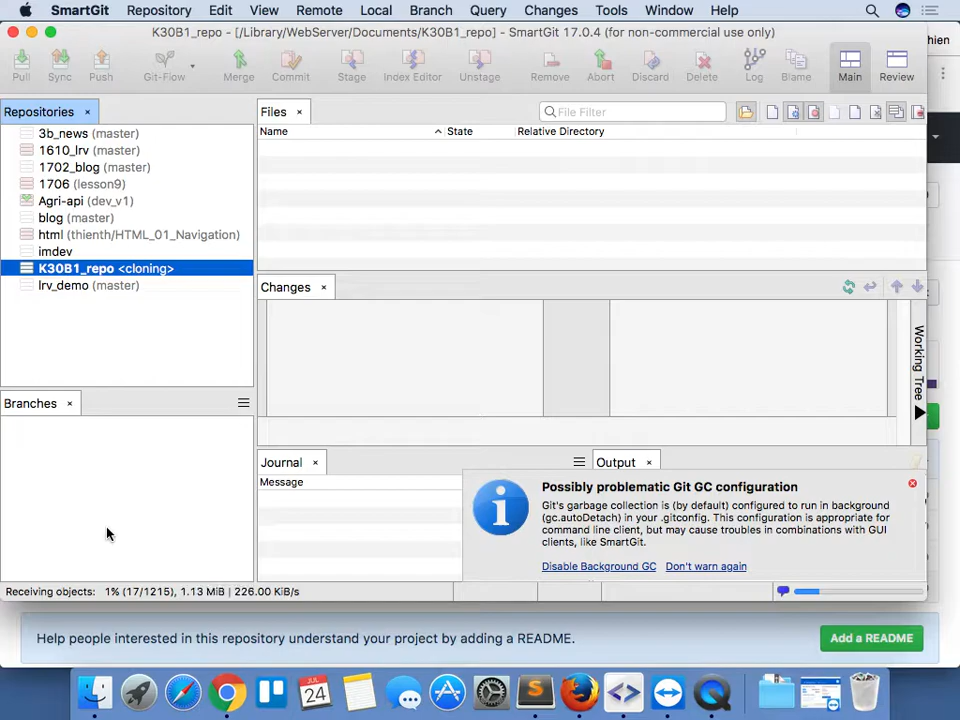 SmartGit Repository Edit View Remote Local Branch Query Changes Tools Window Help
K30B1_repo - [/Library/WebServer/Documents/K30B1_repo] - SmartGit 17.0.4 (for non-commercial use only)
hien
Pull Sync Push Git-Flow Merge Commit Stage Index Editor Unstage Remove Abort Discard Delete Log Blame Main Review
Repositories
3b_news (master)
1610_lrv (master)
1702_blog (master)
1706 (lesson9)
Agri-api (dev_v1)
blog (master)
html (thienth/HTML_01_Navigation)
imdev
K30B1_repo <cloning>
lrv_demo (master)
Files
File Filter
Name State Relative Directory
Changes
Working Tree
Branches
Journal
Message
Output
Possibly problematic Git GC configuration
Git's garbage collection is (by default) configured to run in background
(gc.autoDetach) in your .gitconfig. This configuration is appropriate for
command line client, but may cause troubles in combinations with GUI
clients, like SmartGit.
Disable Background GC Don't warn again
Receiving objects: 1% (17/1215), 1.13 MiB | 226.00 KiB/s
Help people interested in this repository understand your project by adding a README.
Add a README
JUL
24